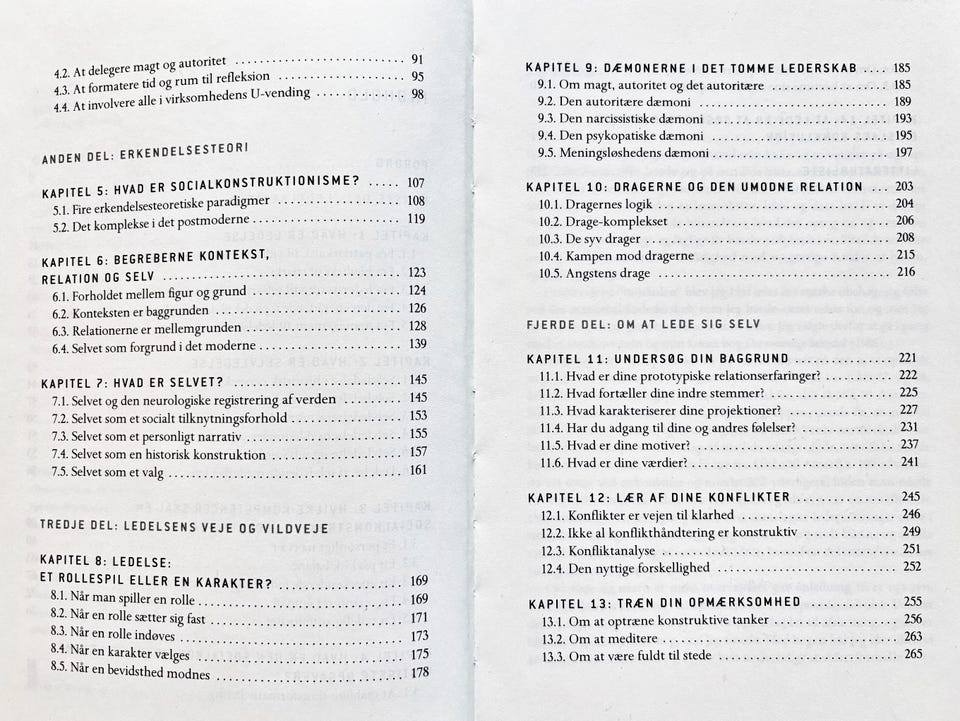 4.2. At delegere magt og autoritet ............................ 91
4.3. At formatere tid og rum til refleksion .................... 95
4.4. At involvere alle i virksomhedens U-vending .............. 98
ANDEN DEL: ERKENDELSESTEORI
KAPITEL 5: HVAD ER SOCIALKONSTRUKTIONISME? ..... 107
5.1. Fire erkendelsesteoretiske paradigmer .................... 108
5.2. Det komplekse i det postmoderne ....................... 119
KAPITEL 6: BEGREBERNE KONTEKST,
RELATION OG SELV ..................................... 123
6.1. Forholdet mellem figur og grund ........................ 124
6.2. Konteksten er baggrunden .............................. 126
6.3. Relationerne er mellemgrunden ......................... 128
6.4. Selvet som forgrund i det moderne ...................... 139
KAPITEL 7: HVAD ER SELVET? .......................... 145
7.1. Selvet og den neurologiske registrering af verden .......... 145
7.2. Selvet som et socialt tilknytningsforhold .................. 153
7.3. Selvet som et personligt narrativ ........................ 155
7.4. Selvet som en historisk konstruktion ..................... 157
7.5. Selvet som et valg ..................................... 161
TREDJE DEL: LEDELSENS VEJE OG VILDVEJE
KAPITEL 8: LEDELSE:
ET ROLLESPIL ELLER EN KARAKTER? ................... 169
8.1. Når man spiller en rolle ................................ 169
8.2. Når en rolle sætter sig fast .............................. 171
8.3. Når en rolle indøves ................................... 173
8.4. Når en karakter vælges ................................. 175
8.5. Når en bevidsthed modnes .............................. 178
KAPITEL 9: DÆMONERNE I DET TOMME LEDERSKAB .... 185
9.1. Om magt, autoritet og det autoritære .................... 185
9.2. Den autoritære dæmoni ................................ 189
9.3. Den narcissistiske dæmoni .............................. 193
9.4. Den psykopatiske dæmoni .............................. 195
9.5. Meningsløshedens dæmoni .............................. 197
KAPITEL 10: DRAGERNE OG DEN UMODNE RELATION ... 203
10.1. Dragernes logik ...................................... 204
10.2. Drage-komplekset .................................... 206
10.3. De syv drager ........................................ 208
10.4. Kampen mod dragerne ................................ 215
10.5. Angstens drage ....................................... 216
FJERDE DEL: OM AT LEDE SIG SELV
KAPITEL 11: UNDERSØG DIN BAGGRUND ............... 221
11.1. Hvad er dine prototypiske relationserfaringer? ........... 222
11.2. Hvad fortæller dine indre stemmer? .................... 225
11.3. Hvad karakteriserer dine projektioner? ................. 227
11.4. Har du adgang til dine og andres følelser? ............... 231
11.5. Hvad er dine motiver? ................................ 237
11.6. Hvad er dine værdier? ................................. 241
KAPITEL 12: LÆR AF DINE KONFLIKTER ............... 245
12.1. Konflikter er vejen til klarhed ......................... 246
12.2. Ikke al konflikthåndtering er konstruktiv ............... 249
12.3. Konfliktanalyse ...................................... 251
12.4. Den nyttige forskellighed ............................. 252
KAPITEL 13: TRÆN DIN OPMÆRKSOMHED ............. 255
13.1. Om at optræne konstruktive tanker .................... 256
13.2. Om at meditere ...................................... 263
13.3. Om at være fuldt til stede ............................. 265